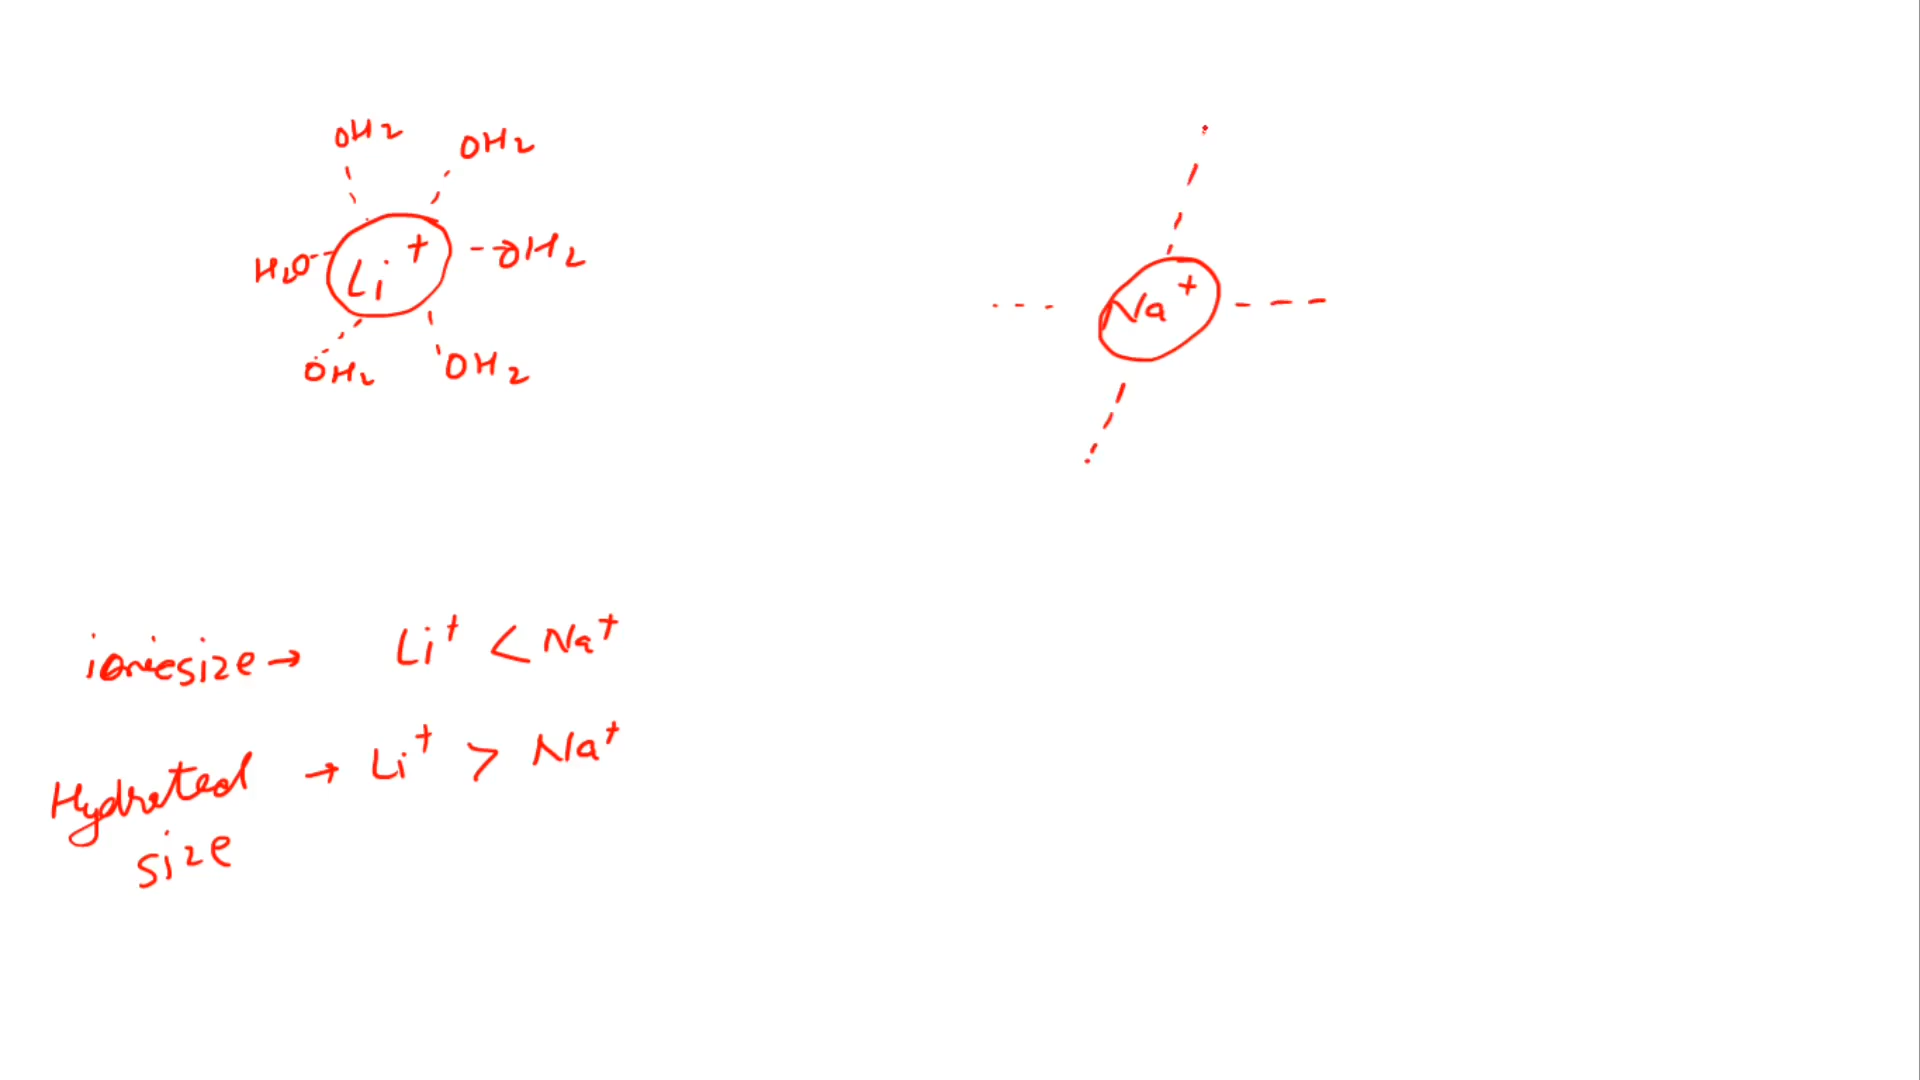 OH2 OH2
H2O Li+ OH2
OH2 OH2
Na+
ionic size → Li+ < Na+
Hydrated → Li+ > Na+
size